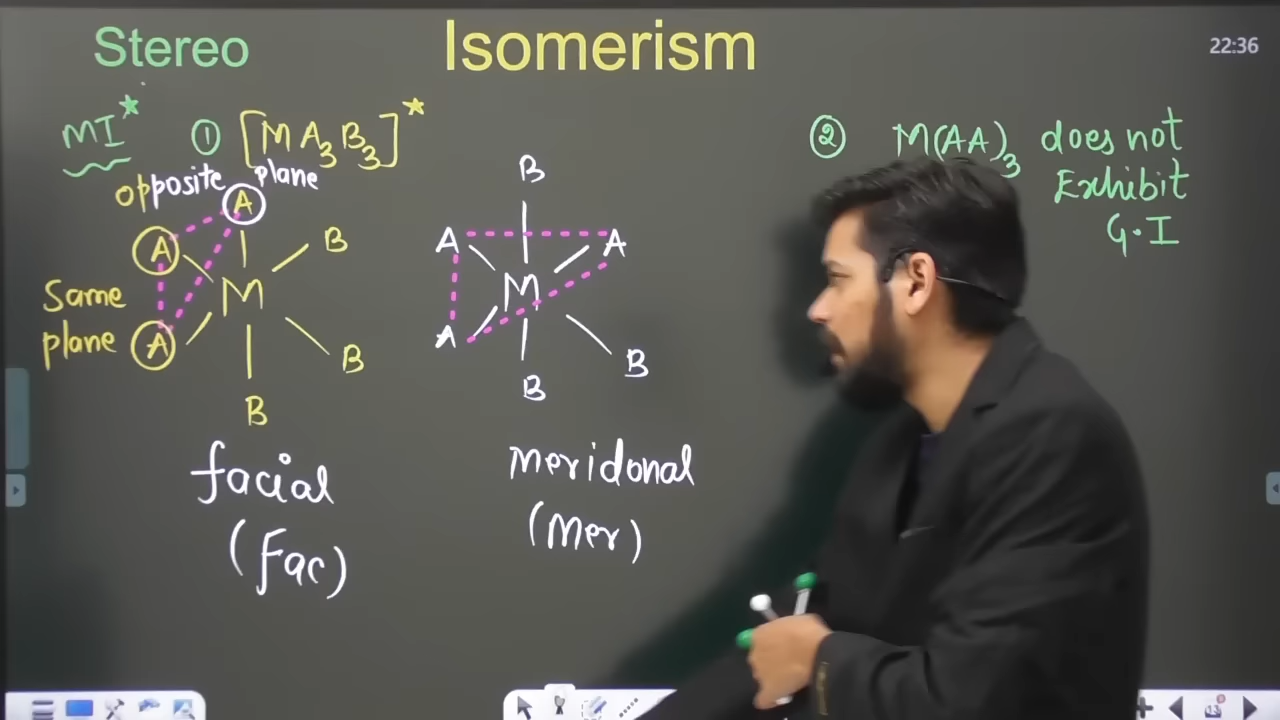 Stereo Isomerism
22:36
MI* ① [MA3B3]*
opposite plane
A
A B
Same
plane
M
A B
B
facial
(Fac)
B
A A
M
A B
B
meridonal
(Mer)
② M(AA)3 does not
Exhibit
G.I